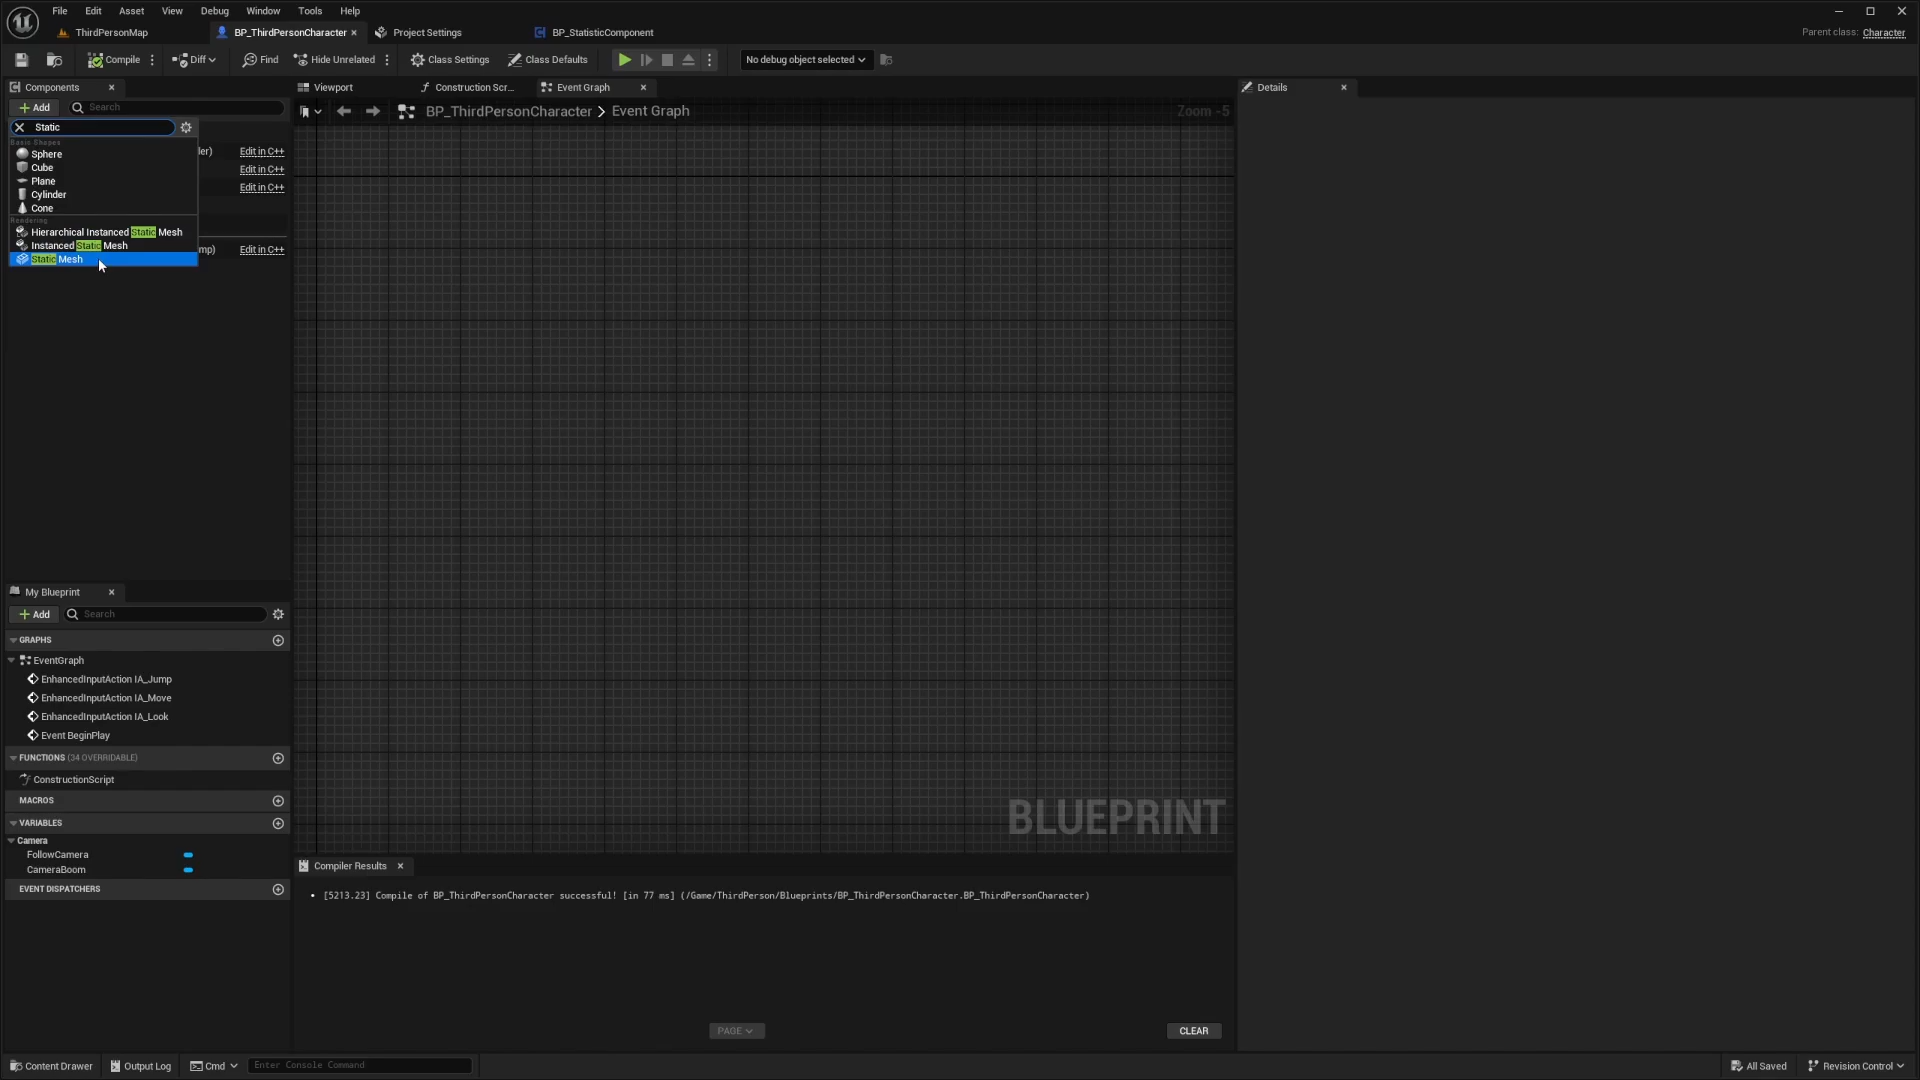 File Edit Asset View Debug Window Tools Help
ThirdPersonMap BP_ThirdPersonCharacter Project Settings BP_StatisticComponent Parent class: Character
Compile Diff Find Hide Unrelated Class Settings Class Defaults No debug object selected
Components Viewport Construction Scr... Event Graph Details
Add Search BP_ThirdPersonCharacter > Event Graph Zoom -5
Static
Basic Shapes
Sphere ler) Edit in C++
Cube Edit in C++
Plane Edit in C++
Cylinder
Cone
Rendering
Hierarchical Instanced Static Mesh
Instanced Static Mesh mp) Edit in C++
Static Mesh
My Blueprint
Add Search
GRAPHS
EventGraph
EnhancedInputAction IA_Jump
EnhancedInputAction IA_Move
EnhancedInputAction IA_Look
Event BeginPlay
FUNCTIONS (34 OVERRIDABLE)
ConstructionScript
MACROS
VARIABLES
Camera
FollowCamera
CameraBoom
EVENT DISPATCHERS
BLUEPRINT
Compiler Results
[5213.23] Compile of BP_ThirdPersonCharacter successful! [in 77 ms] (/Game/ThirdPerson/Blueprints/BP_ThirdPersonCharacter.BP_ThirdPersonCharacter)
PAGE CLEAR
Content Drawer Output Log Cmd Enter Console Command All Saved Revision Control